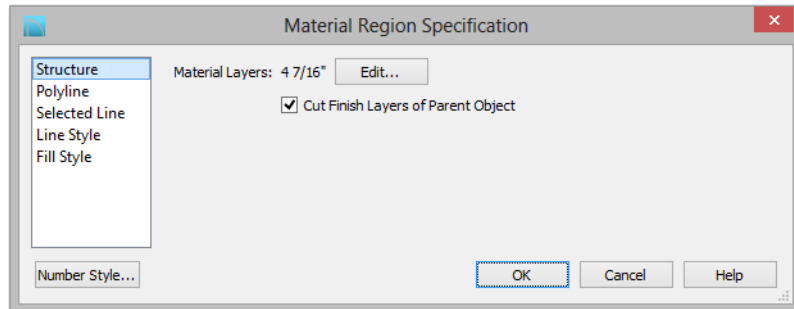 Material Region Specification
Structure
Polyline
Selected Line
Line Style
Fill Style
Material Layers: 4 7/16" Edit...
Cut Finish Layers of Parent Object
Number Style...
OK Cancel Help